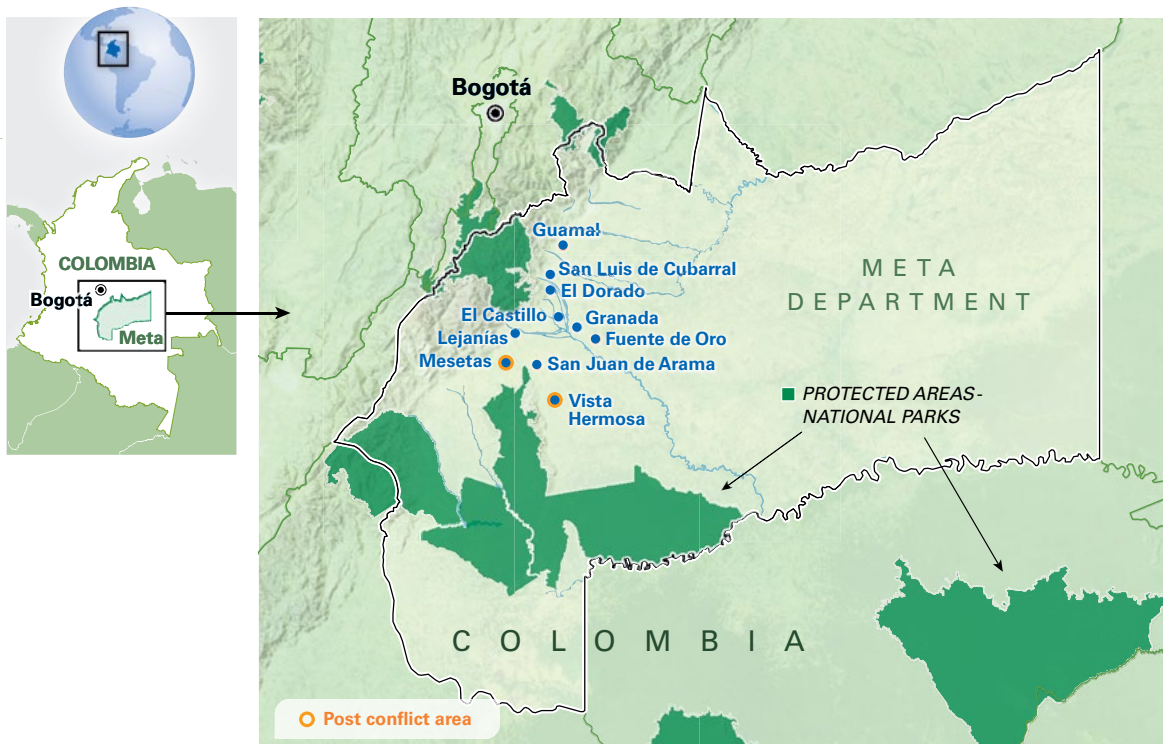 COLOMBIA
Bogotá
Meta
Bogotá
Guamal
San Luis de Cubarral
El Dorado
El Castillo
Granada
Lejanías
Fuente de Oro
Mesetas
San Juan de Arama
Vista
Hermosa
META
DEPARTMENT
PROTECTED AREAS-
NATIONAL PARKS
COLOMBIA
Post conflict area